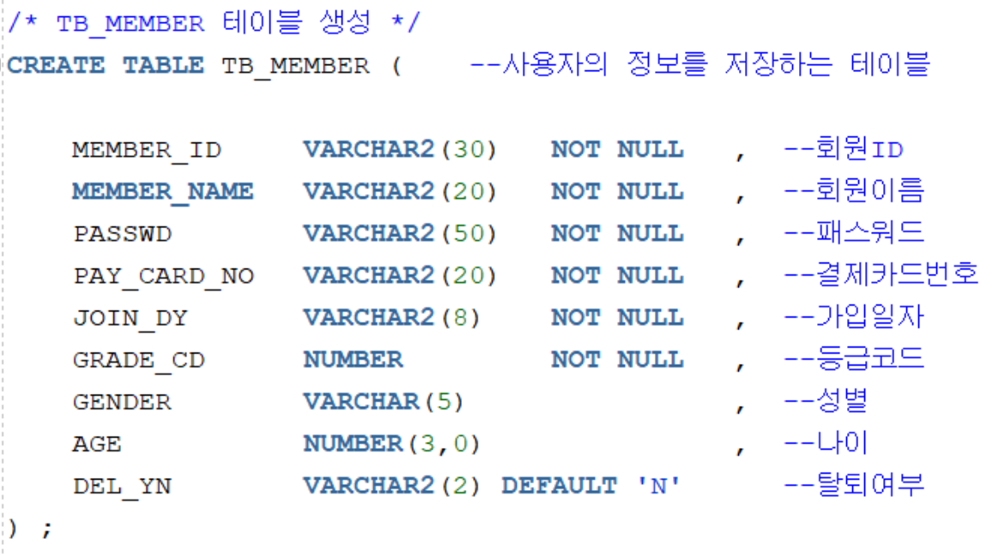 /* TB_MEMBER 테이블 생성 */
CREATE TABLE TB_MEMBER (    --사용자의 정보를 저장하는 테이블
MEMBER_ID    VARCHAR2(30)    NOT NULL    ,    --회원ID
MEMBER_NAME    VARCHAR2(20)    NOT NULL    ,    --회원이름
PASSWD    VARCHAR2(50)    NOT NULL    ,    --패스워드
PAY_CARD_NO    VARCHAR2(20)    NOT NULL    ,    --결제카드번호
JOIN_DY    VARCHAR2(8)    NOT NULL    ,    --가입일자
GRADE_CD    NUMBER    NOT NULL    ,    --등급코드
GENDER    VARCHAR(5)    ,    --성별
AGE    NUMBER(3,0)    ,    --나이
DEL_YN    VARCHAR2(2) DEFAULT 'N'    --탈퇴여부
) ;